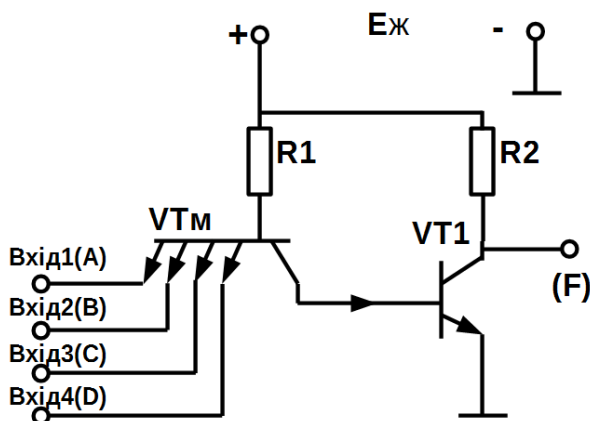 + Eж -
R1 R2
VTм VT1
Вхід1(A)
Вхід2(B)
(F)
Вхід3(C)
Вхід4(D)